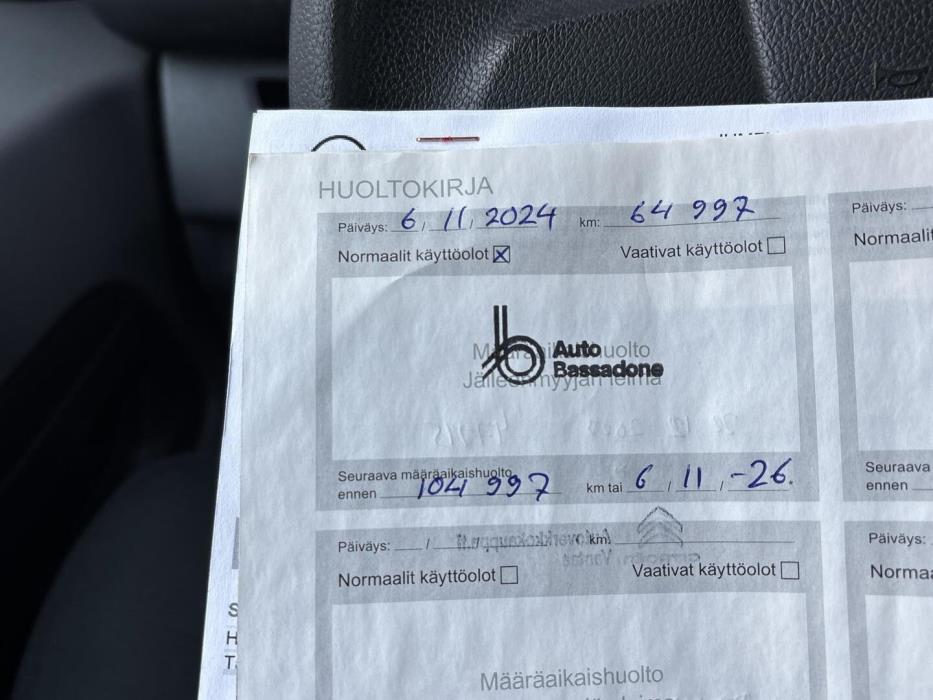 HUOLTOKIRJA
Päiväys: 6 / 11 / 2024 km: 64 997
Normaalit käyttöolot ☒ Vaativat käyttöolot ☐
Määräaikaishuolto
Jälleenmyyjän leima
Auto
Bassadone
Seuraava määräaikaishuolto
ennen 104 997 km tai 6 / 11 / -26.
Päiväys: / / km:
Normaalit käyttöolot ☐ Vaativat käyttöolot ☐
Määräaikaishuolto
Päiväys:
Normaalit
Seuraava
ennen
Päiväys:
Norma
S
H
T